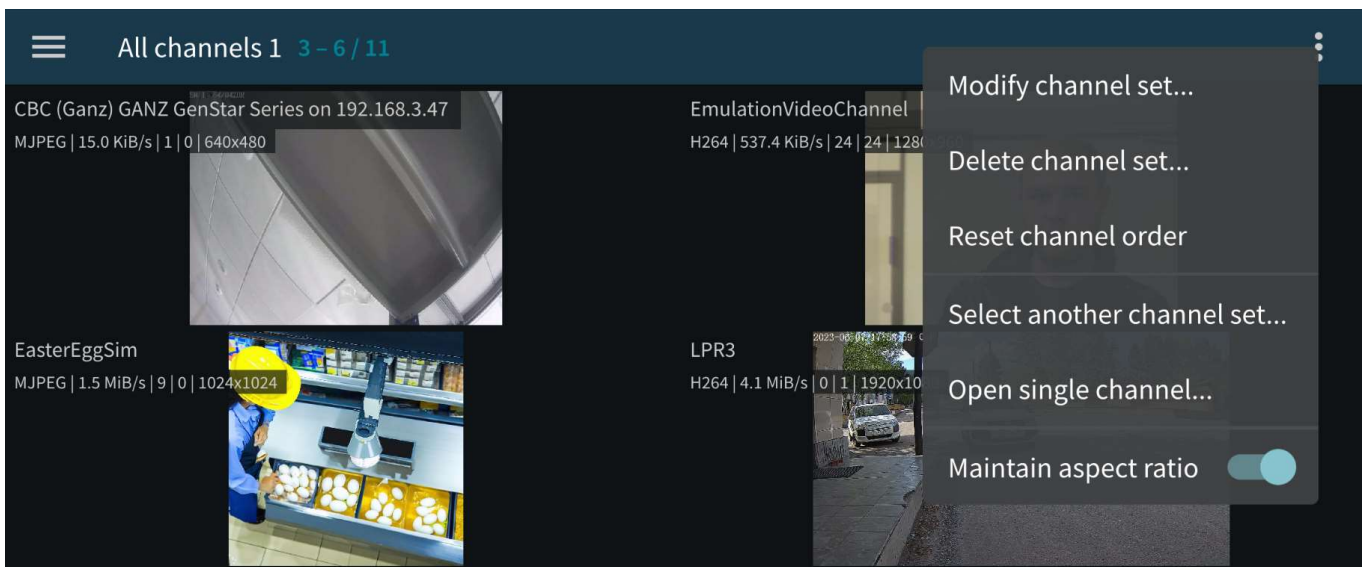 All channels 1 3 – 6 / 11
CBC (Ganz) GANZ GenStar Series on 192.168.3.47
MJPEG | 15.0 KiB/s | 1 | 0 | 640x480
EmulationVideoChannel
H264 | 537.4 KiB/s | 24 | 24 |
EasterEggSim
MJPEG | 1.5 MiB/s | 9 | 0 | 1024x1024
LPR3
H264 | 4.1 MiB/s | 0 | 1 |
Modify channel set...
Delete channel set...
Reset channel order
Select another channel set...
Open single channel...
Maintain aspect ratio